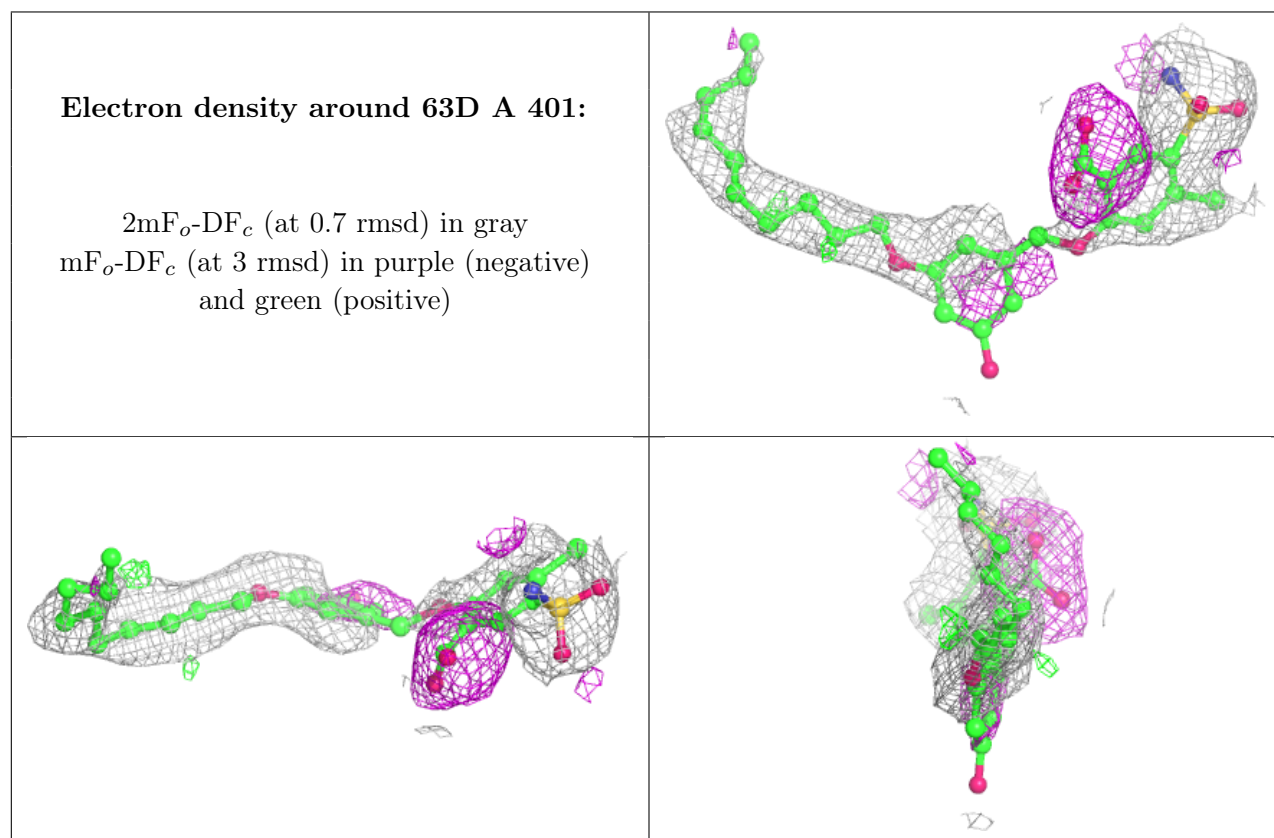 Electron density around 63D A 401:
2mFo-DFc (at 0.7 rmsd) in gray
mFo-DFc (at 3 rmsd) in purple (negative)
and green (positive)